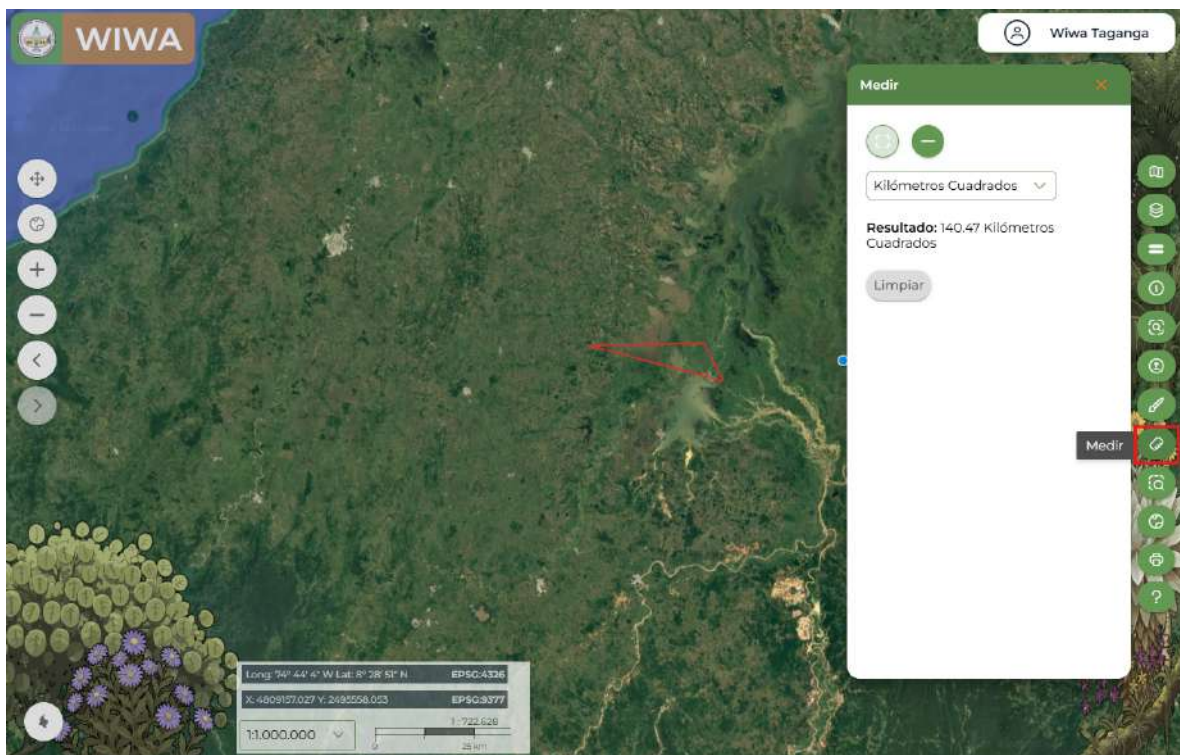 WIWA
Wiwa Taganga
Medir
Kilómetros Cuadrados
Resultado: 140.47 Kilómetros
Cuadrados
Limpiar
Medir
?
Long: 74° 44' 4" W Lat: 8° 28' 51" N EPSG:4326
X: 4809157.027 Y: 2495558.053 EPSG:9377
1:1.000.000
1 : 722.628
0
25 km